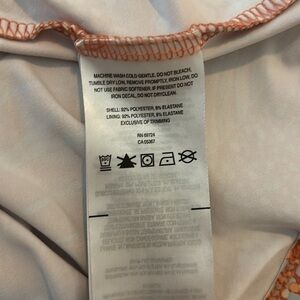 MACHINE WASH COLD GENTLE, DO NOT BLEACH,
TUMBLE DRY LOW, REMOVE PROMPTLY, IRON LOW, DO
NOT USE FABRIC SOFTENER. IF PRESENT DO NOT
IRON DECAL. DO NOT DRYCLEAN.
SHELL: 92% POLYESTER, 8% ELASTANE
LINING: 92% POLYESTER, 8% ELASTANE
EXCLUSIVE OF TRIMMING
RN 69724
CA 05367